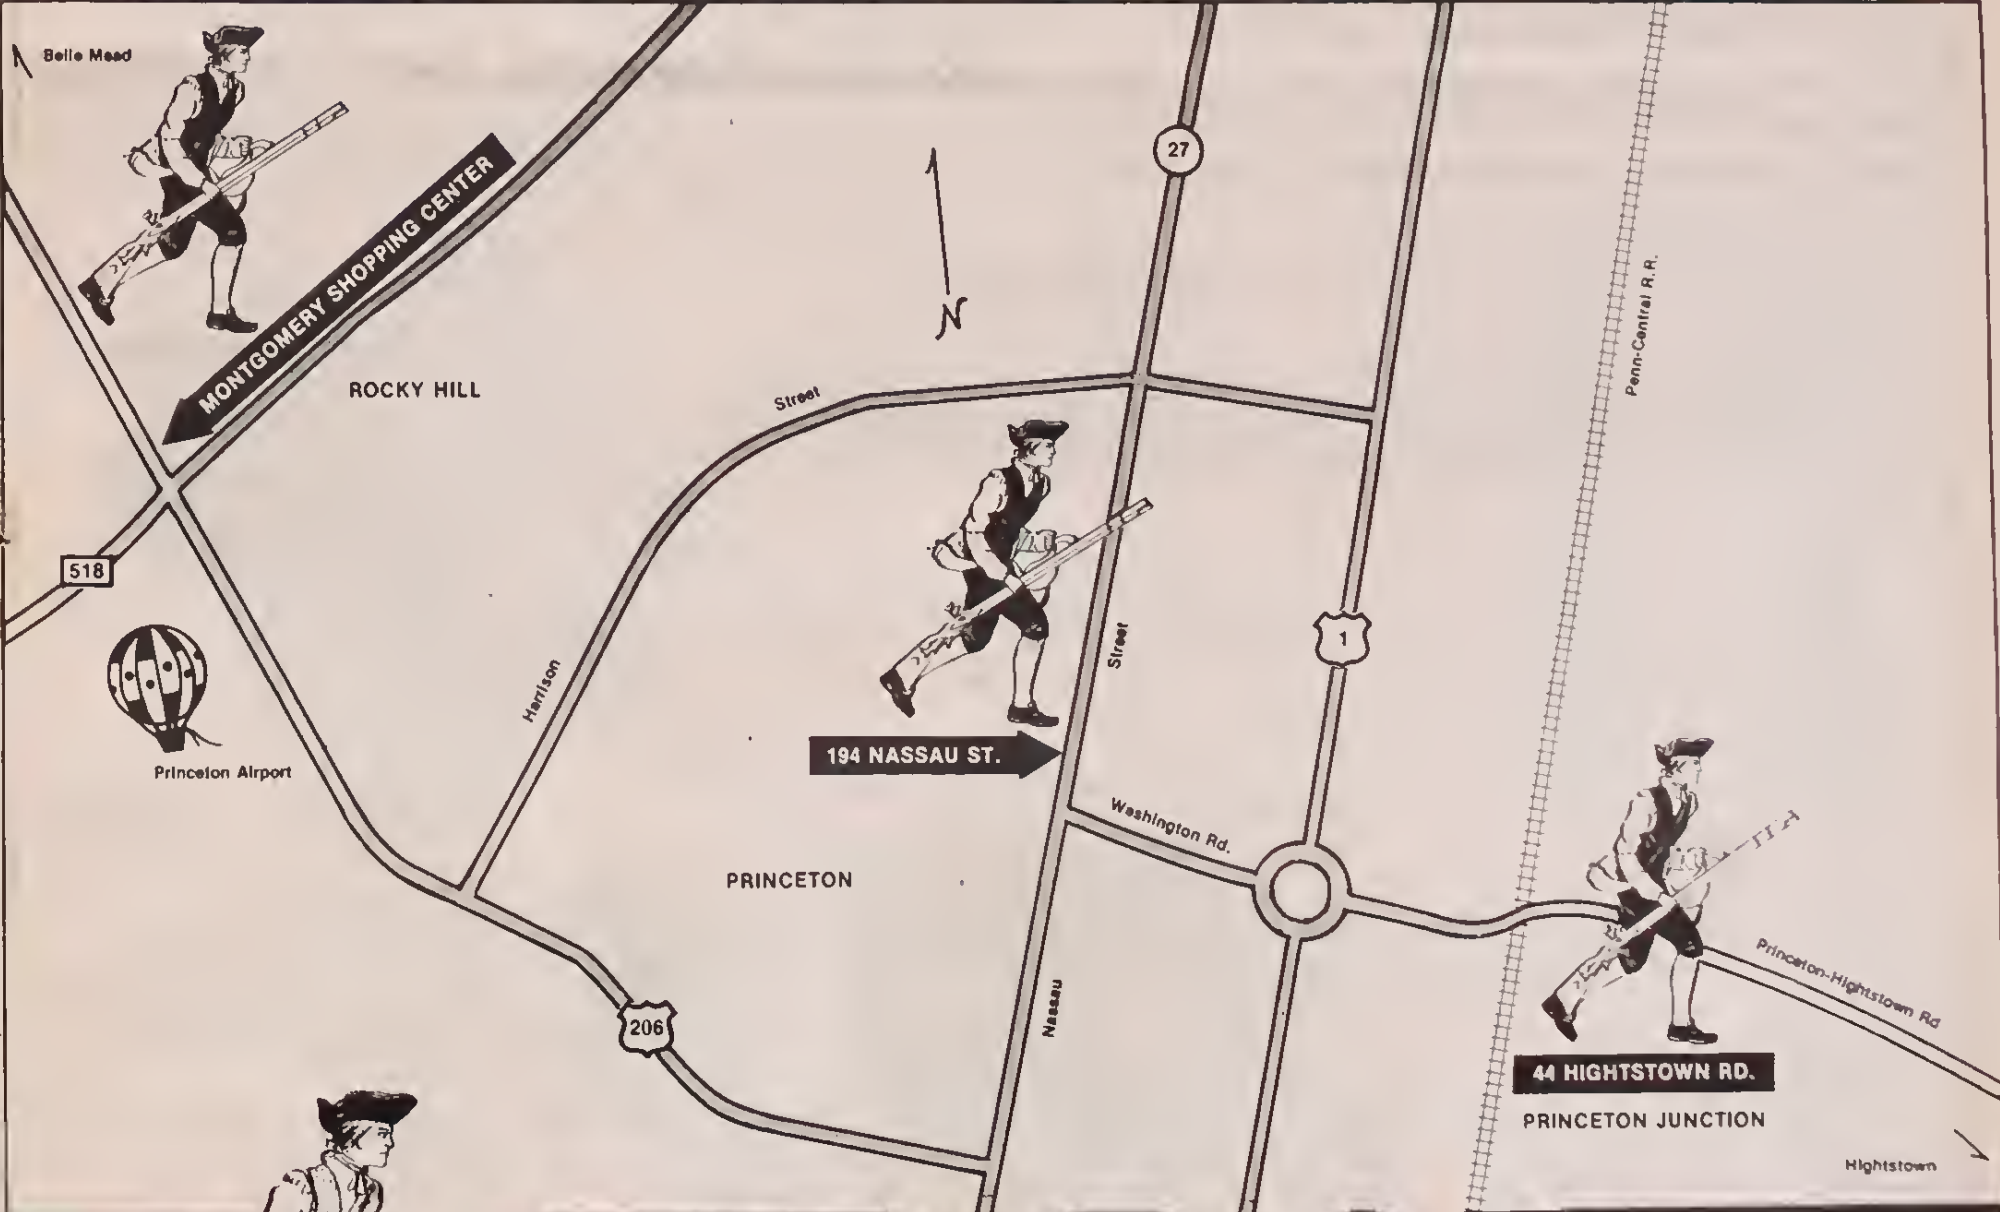 Belle Mead
27
MONTGOMERY SHOPPING CENTER
N
Penn-Central R.R.
ROCKY HILL
Street
518
1
Street
Harrison
194 NASSAU ST.
Princeton Airport
Washington Rd.
PRINCETON
Princeton-Hightstown Rd
Nassau
206
44 HIGHTSTOWN RD.
PRINCETON JUNCTION
Hightstown